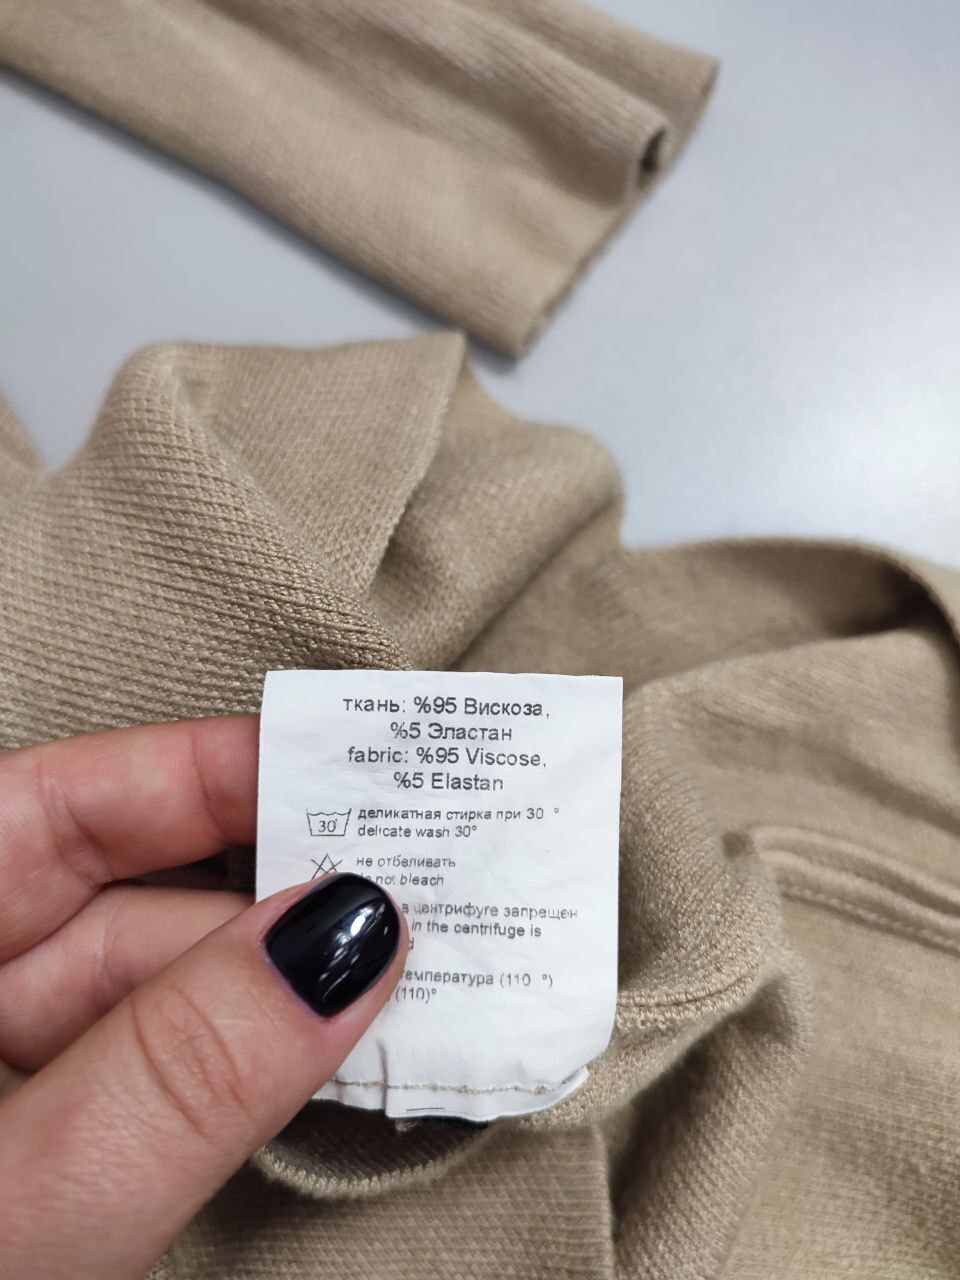 ткань: %95 Вискоза,
%5 Эластан
fabric: %95 Viscose,
%5 Elastan
30° деликатная стирка при 30 °
delicate wash 30°
не отбеливать
not bleach
в центрифуге запрещен
in the centrifuge is
температура (110 °)
(110)°